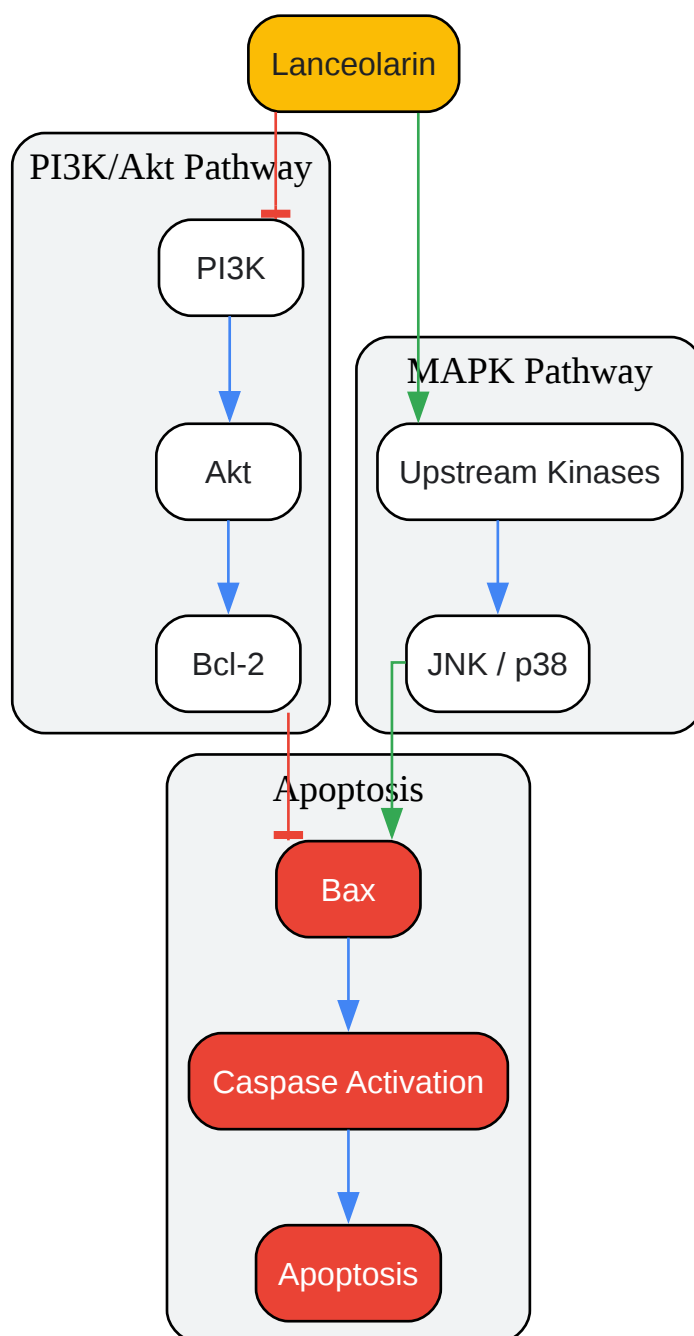 Lanceolarin
PI3K/Akt Pathway
PI3K
Akt
Bcl-2
MAPK Pathway
Upstream Kinases
JNK / p38
Apoptosis
Bax
Caspase Activation
Apoptosis